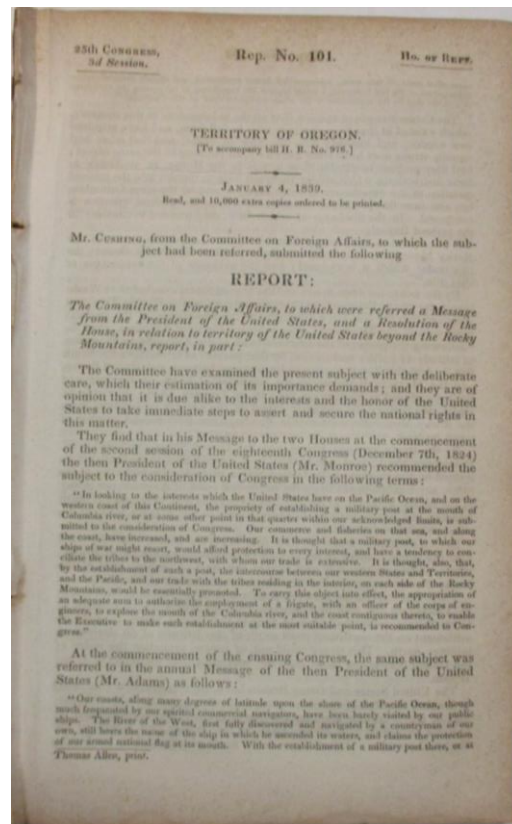 25th Congress,
3d Session.
Rep. No. 101.
Ho. of Reps.
TERRITORY OF OREGON.
[To accompany bill H. R. No. 976.]
January 4, 1839.
Read, and 10,000 extra copies ordered to be printed.
Mr. Cushing, from the Committee on Foreign Affairs, to which the sub-
ject had been referred, submitted the following
REPORT:
The Committee on Foreign Affairs, to which were referred a Message
from the President of the United States, and a Resolution of the
House, in relation to territory of the United States beyond the Rocky
Mountains, report, in part:
The Committee have examined the present subject with the deliberate
care, which their estimation of its importance demands; and they are of
opinion that it is due alike to the interests and the honor of the United
States to take immediate steps to assert and secure the national rights in
this matter.
They find that in his Message to the two Houses at the commencement
of the second session of the eighteenth Congress (December 7th, 1824)
the then President of the United States (Mr. Monroe) recommended the
subject to the consideration of Congress in the following terms:
"In looking to the interests which the United States have on the Pacific Ocean, and on the
western coast of this Continent, the propriety of establishing a military post at the mouth of
Columbia river, or at some other point in that quarter within our acknowledged limits, is sub-
mitted to the consideration of Congress. Our commerce and fisheries on that sea, and along
the coast, have increased, and are increasing. It is thought that a military post, to which our
ships of war might resort, would afford protection to every interest, and have a tendency to con-
ciliate the tribes to the northwest, with whom our trade is extensive. It is thought, also, that,
by the establishment of such a post, the intercourse between our western States and Territories,
and the Pacific, and our trade with the tribes residing in the interior, on each side of the Rocky
Mountains, would be essentially promoted. To carry this object into effect, the appropriation of
an adequate sum to authorize the employment of a frigate, with an officer of the corps of en-
gineers, to explore the mouth of the Columbia river, and the coast contiguous thereto, to enable
the Executive to make such establishment at the most suitable point, is recommended to Con-
gress."
At the commencement of the ensuing Congress, the same subject was
referred to in the annual Message of the then President of the United
States (Mr. Adams) as follows:
"Our coasts, along many degrees of latitude upon the shore of the Pacific Ocean, though
much frequented by our spirited commercial navigators, have been barely visited by our public
ships. The River of the West, first fully discovered and navigated by a countryman of our
own, still bears the name of the ship in which he ascended its waters, and claims the protection
of our armed national flag at its mouth. With the establishment of a military post there, or at
Thomas Allen, print.